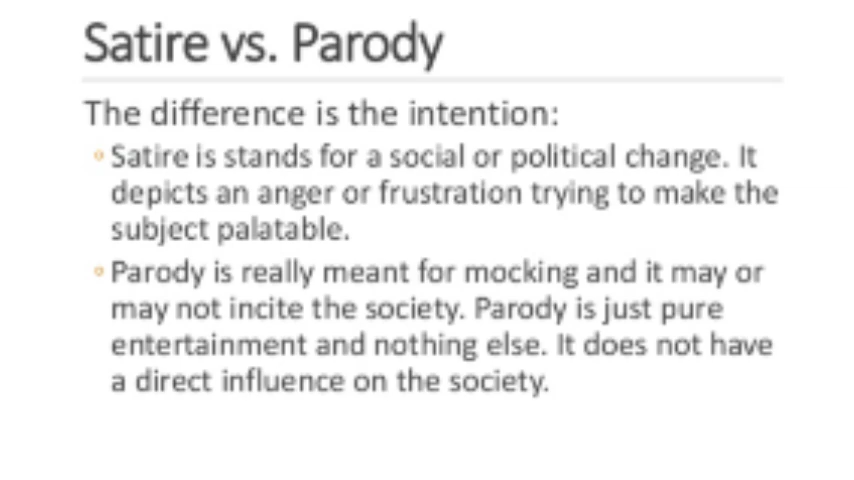 Satire vs. Parody
The difference is the intention:
Satire is stands for a social or political change. It
depicts an anger or frustration trying to make the
subject palatable.
Parody is really meant for mocking and it may or
may not incite the society. Parody is just pure
entertainment and nothing else. It does not have
a direct influence on the society.